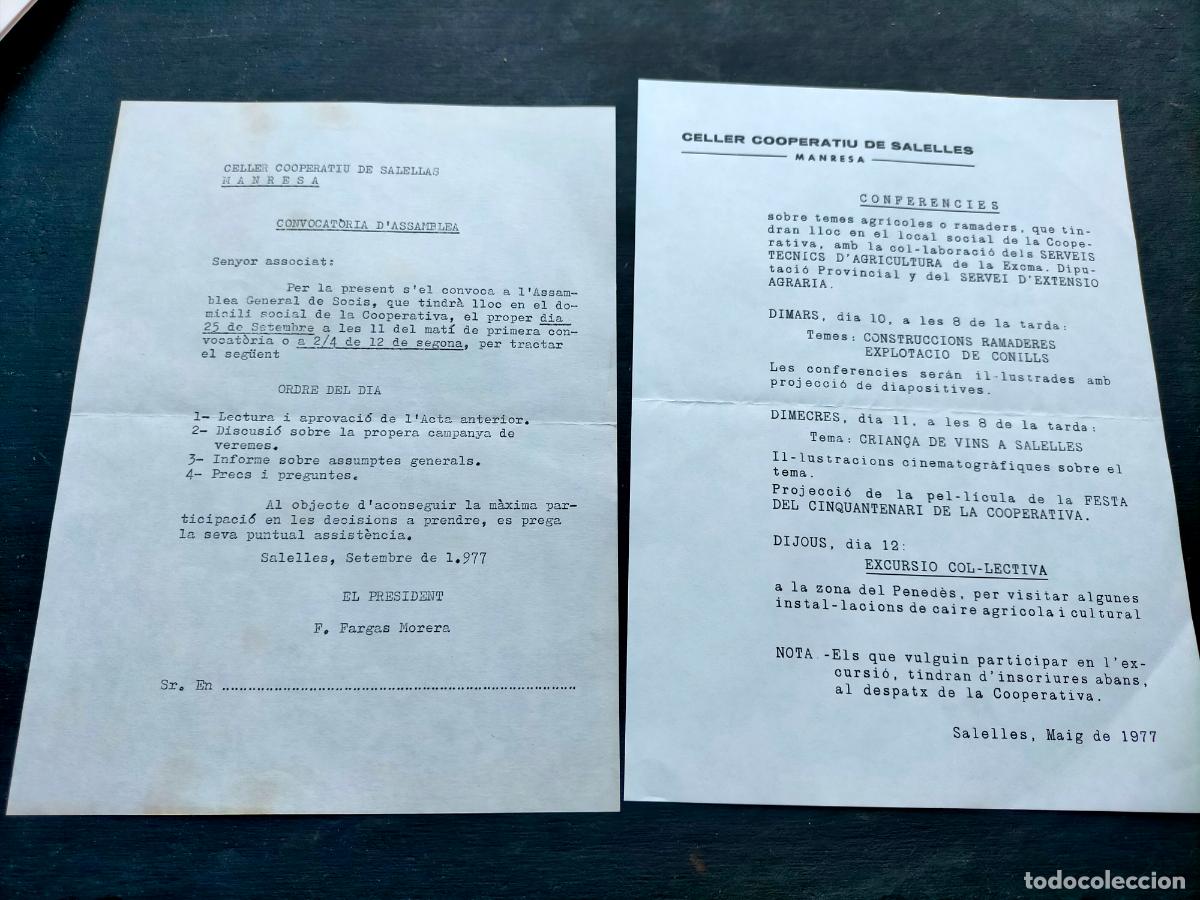 CELLER COOPERATIU DE SALELLAS
MANRESA
CONVOCATÒRIA D'ASSAMBLEA
Senyor associat:
Per la present s'el convoca a l'Assam-
blea General de Socis, que tindrà lloc en el do-
micili social de la Cooperativa, el proper dia
25 de Setembre a les 11 del matí de primera con-
vocatòria o a 2/4 de 12 de segona, per tractar
el següent
ORDRE DEL DIA
1- Lectura i aprovació de l'Acta anterior.
2- Discusió sobre la propera campanya de
veremes.
3- Informe sobre assumptes generals.
4- Precs i preguntes.
Al objecte d'aconseguir la màxima par-
ticipació en les decisions a prendre, es prega
la seva puntual assistència.
Salelles, Setembre de 1.977
EL PRESIDENT
F. Fargas Morera
Sr. En ........................................................
CELLER COOPERATIU DE SALELLES
MANRESA
CONFERENCIES
sobre temes agrícoles o ramaders, que tin-
dran lloc en el local social de la Coope-
rativa, amb la col-laboració dels SERVEIS
TECNICS D'AGRICULTURA de la Excma. Dipu-
tació Provincial y del SERVEI D'EXTENSIO
AGRARIA.
DIMARS, dia 10, a les 8 de la tarda:
Temes: CONSTRUCCIONS RAMADERES
EXPLOTACIO DE CONILLS
Les conferencies serán il-lustrades amb
projecció de diapositives.
DIMECRES, dia 11, a les 8 de la tarda:
Tema: CRIANÇA DE VINS A SALELLES
Il-lustracions cinematogràfiques sobre el
tema.
Projecció de la pel-lícula de la FESTA
DEL CINQUANTENARI DE LA COOPERATIVA.
DIJOUS, dia 12:
EXCURSIO COL-LECTIVA
a la zona del Penedès, per visitar algunes
instal-lacions de caire agrícola i cultural
NOTA -Els que vulguin participar en l'ex-
cursió, tindran d'inscriures abans,
al despatx de la Cooperativa.
Salelles, Maig de 1977
todocoleccion